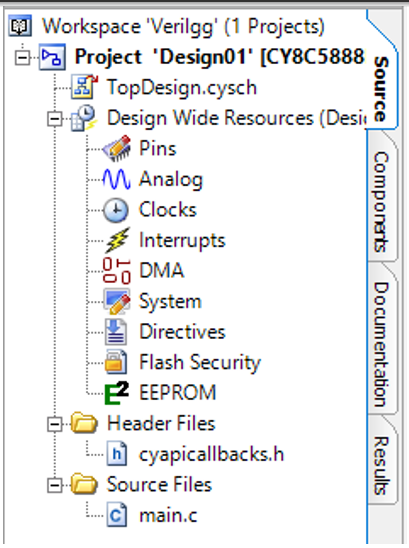 Workspace 'Verilgg' (1 Projects)
Project 'Design01' [CY8C5888
TopDesign.cysch
Design Wide Resources (Desi
Pins
Analog
Clocks
Interrupts
DMA
System
Directives
Flash Security
EEPROM
Header Files
cyapicallbacks.h
Source Files
main.c
Source
Components
Documentation
Results